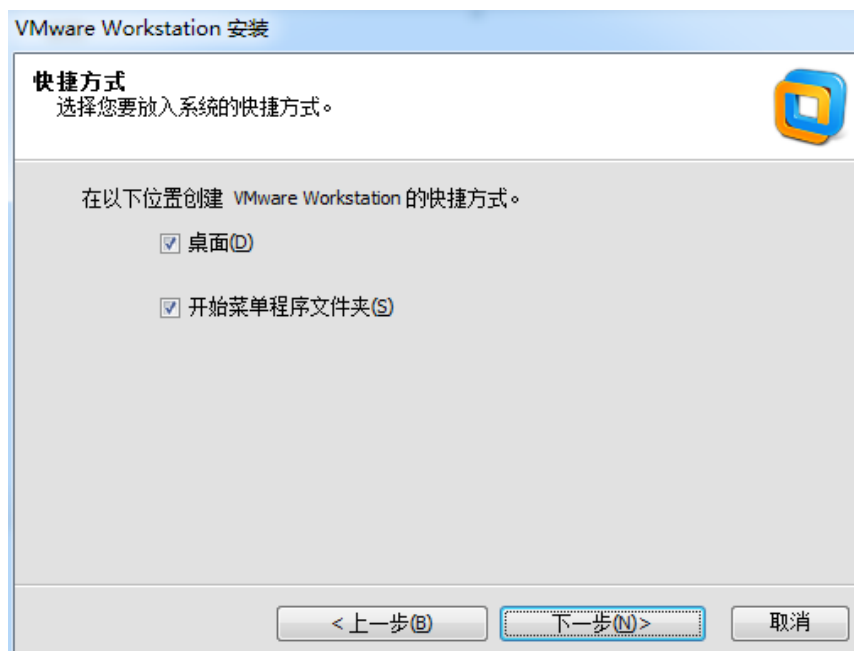 VMware Workstation 安装
快捷方式
选择您要放入系统的快捷方式。
在以下位置创建 VMware Workstation 的快捷方式。
桌面(D)
开始菜单程序文件夹(S)
< 上一步(B) 下一步(N)> 取消